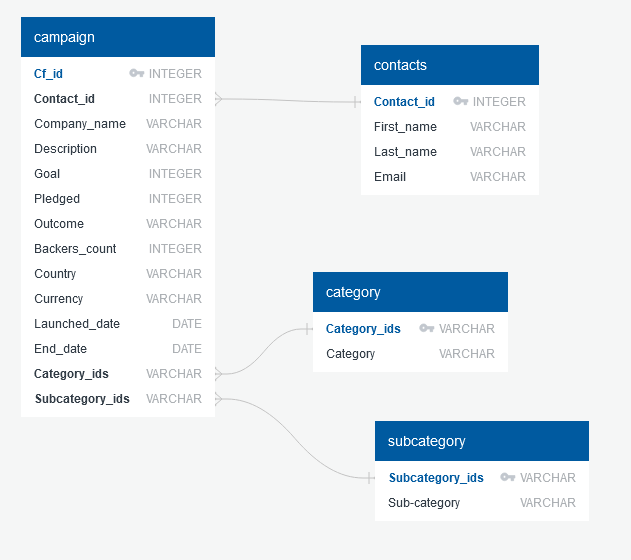 campaign
Cf_id INTEGER
Contact_id INTEGER
Company_name VARCHAR
Description VARCHAR
Goal INTEGER
Pledged INTEGER
Outcome VARCHAR
Backers_count INTEGER
Country VARCHAR
Currency VARCHAR
Launched_date DATE
End_date DATE
Category_ids VARCHAR
Subcategory_ids VARCHAR
contacts
Contact_id INTEGER
First_name VARCHAR
Last_name VARCHAR
Email VARCHAR
category
Category_ids VARCHAR
Category VARCHAR
subcategory
Subcategory_ids VARCHAR
Sub-category VARCHAR